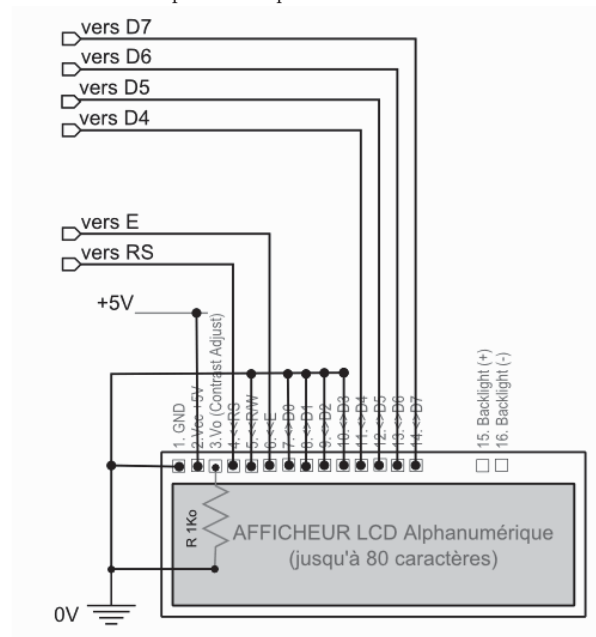 vers D7
vers D6
vers D5
vers D4
vers E
vers RS
+5V
1. GND
2.Vcc +5V
3.Vo (Contrast Adjust)
4.<<RS
5.<<R/W
6.<<E
7.<>D0
8.<>D1
9.<>D2
10.<>D3
11.<>D4
12.<>D5
13.<>D6
14.<>D7
15. Backlight (+)
16. Backlight (-)
R 1Ko
AFFICHEUR LCD Alphanumérique
(jusqu'à 80 caractères)
0V